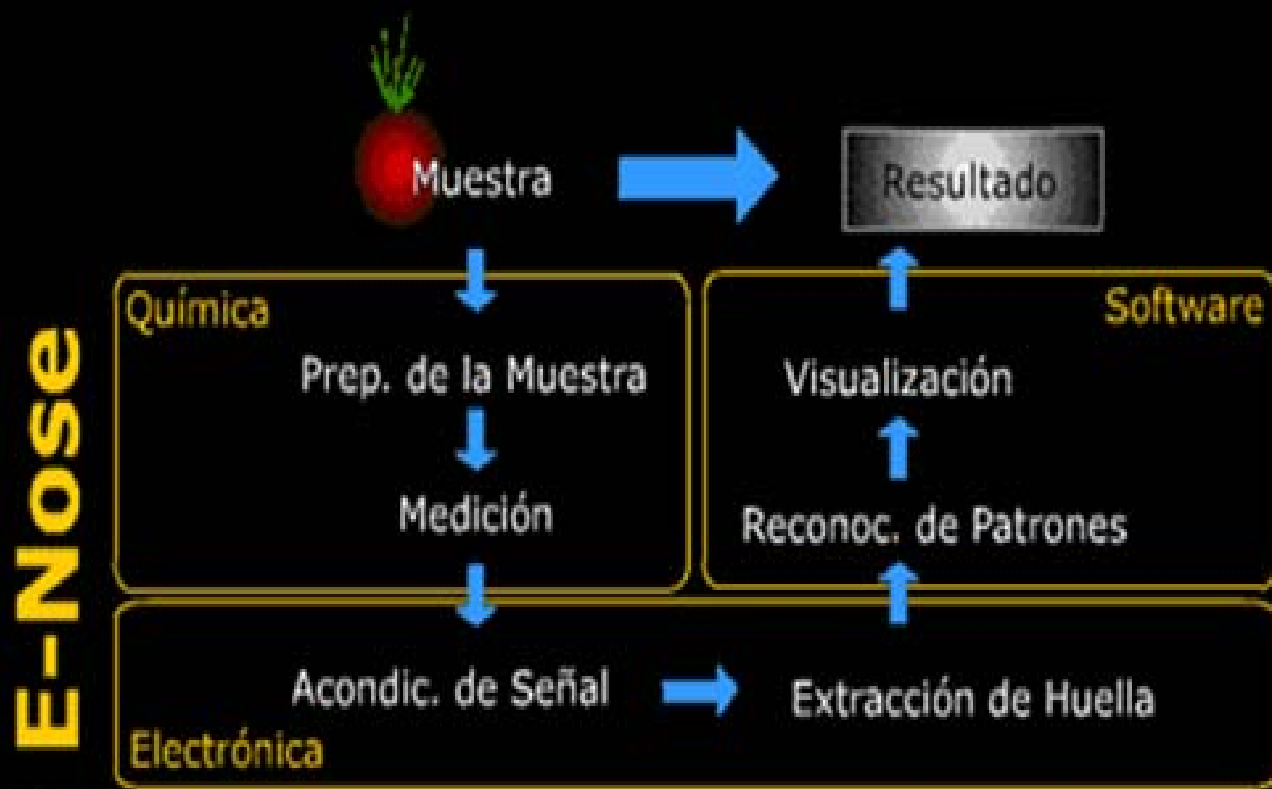 Muestra
Resultado
E-Nose
Química
Prep. de la Muestra
Medición
Software
Visualización
Reconoc. de Patrones
Acondic. de Señal
Extracción de Huella
Electrónica